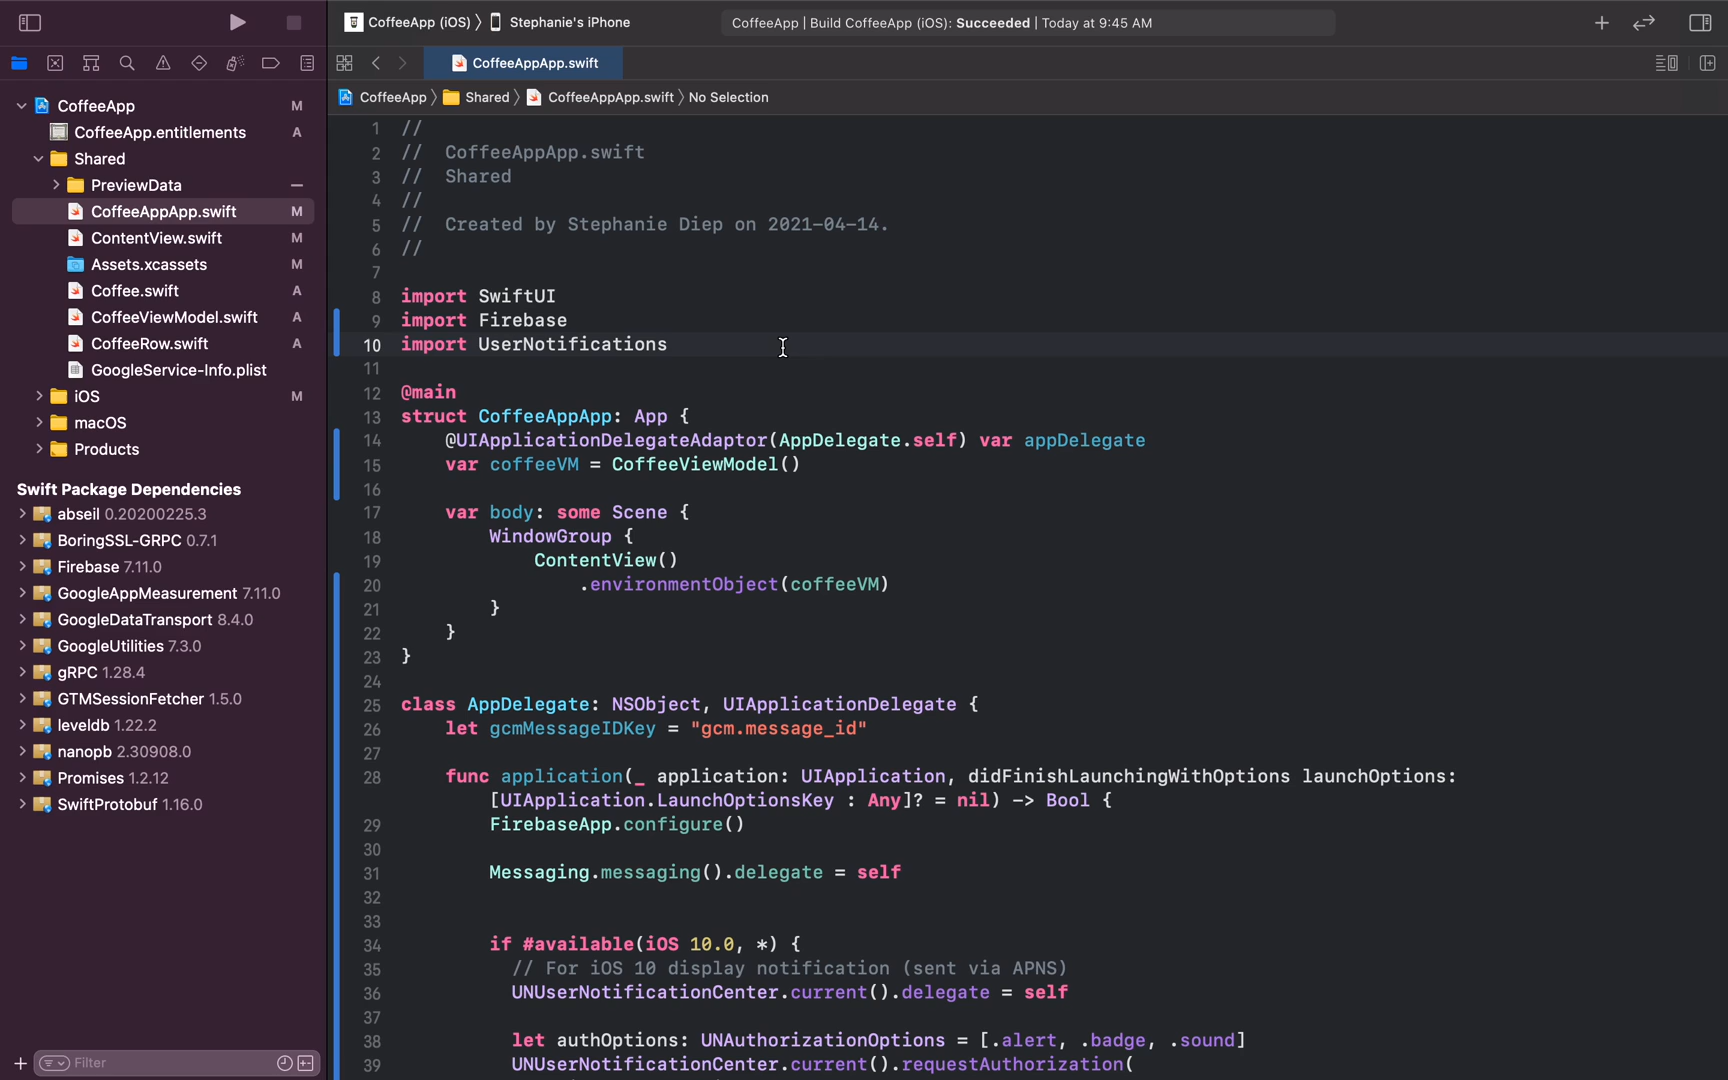 CoffeeApp (iOS) 〉 Stephanie's iPhone
CoffeeApp | Build CoffeeApp (iOS): Succeeded | Today at 9:45 AM
CoffeeAppApp.swift
CoffeeApp 〉 Shared 〉 CoffeeAppApp.swift 〉 No Selection
CoffeeApp M
CoffeeApp.entitlements A
Shared
PreviewData
CoffeeAppApp.swift M
ContentView.swift M
Assets.xcassets M
Coffee.swift A
CoffeeViewModel.swift A
CoffeeRow.swift A
GoogleService-Info.plist
iOS M
macOS
Products
Swift Package Dependencies
abseil 0.20200225.3
BoringSSL-GRPC 0.7.1
Firebase 7.11.0
GoogleAppMeasurement 7.11.0
GoogleDataTransport 8.4.0
GoogleUtilities 7.3.0
gRPC 1.28.4
GTMSessionFetcher 1.5.0
leveldb 1.22.2
nanopb 2.30908.0
Promises 1.2.12
SwiftProtobuf 1.16.0
Filter
1 //
2 //  CoffeeAppApp.swift
3 //  Shared
4 //
5 //  Created by Stephanie Diep on 2021-04-14.
6 //
7
8 import SwiftUI
9 import Firebase
10 import UserNotifications
11
12 @main
13 struct CoffeeAppApp: App {
14     @UIApplicationDelegateAdaptor(AppDelegate.self) var appDelegate
15     var coffeeVM = CoffeeViewModel()
16
17     var body: some Scene {
18         WindowGroup {
19             ContentView()
20                 .environmentObject(coffeeVM)
21         }
22     }
23 }
24
25 class AppDelegate: NSObject, UIApplicationDelegate {
26     let gcmMessageIDKey = "gcm.message_id"
27
28     func application(_ application: UIApplication, didFinishLaunchingWithOptions launchOptions:
[UIApplication.LaunchOptionsKey : Any]? = nil) -> Bool {
29         FirebaseApp.configure()
30
31         Messaging.messaging().delegate = self
32
33
34         if #available(iOS 10.0, *) {
35           // For iOS 10 display notification (sent via APNS)
36           UNUserNotificationCenter.current().delegate = self
37
38           let authOptions: UNAuthorizationOptions = [.alert, .badge, .sound]
39           UNUserNotificationCenter.current().requestAuthorization(